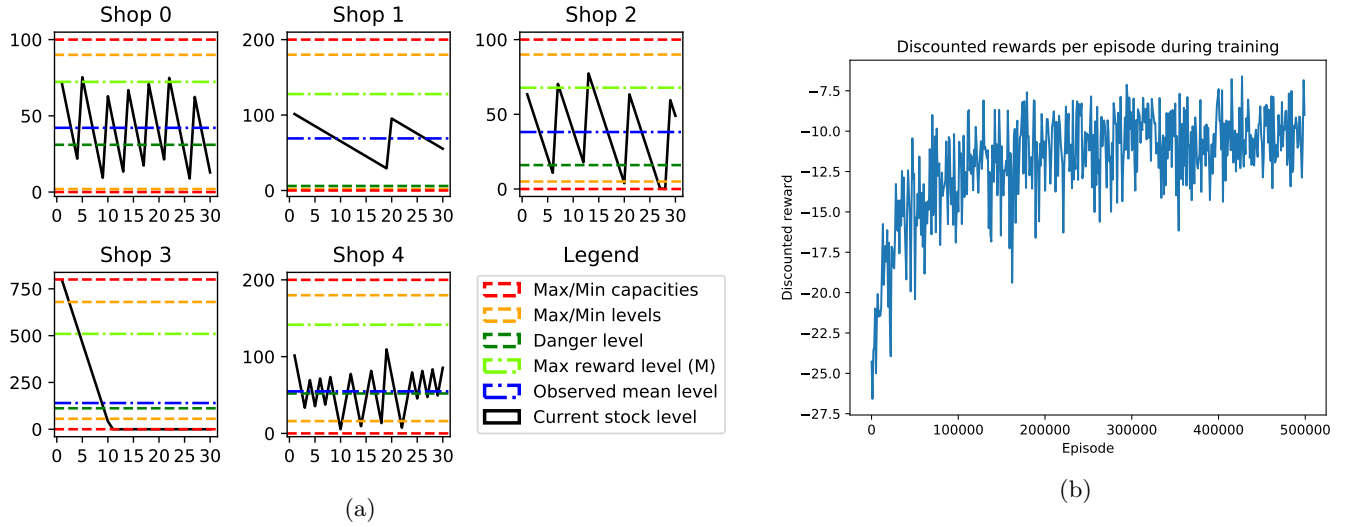 Shop 0
100
50
0
0 5 10 15 20 25 30
Shop 1
200
100
0
0 5 10 15 20 25 30
Shop 2
100
50
0
0 5 10 15 20 25 30
Shop 3
750
500
250
0
0 5 10 15 20 25 30
Shop 4
200
100
0
0 5 10 15 20 25 30
Legend
Max/Min capacities
Max/Min levels
Danger level
Max reward level (M)
Observed mean level
Current stock level
(a)
Discounted rewards per episode during training
Discounted reward
−7.5
−10.0
−12.5
−15.0
−17.5
−20.0
−22.5
−25.0
−27.5
0 100000 200000 300000 400000 500000
Episode
(b)